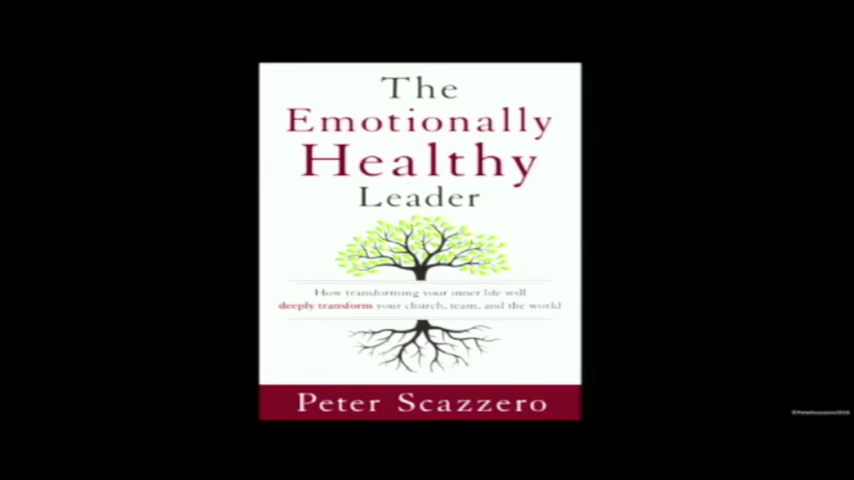 The
Emotionally
Healthy
Leader
How transforming your inner life will
deeply transform your church, team, and the world
Peter Scazzero